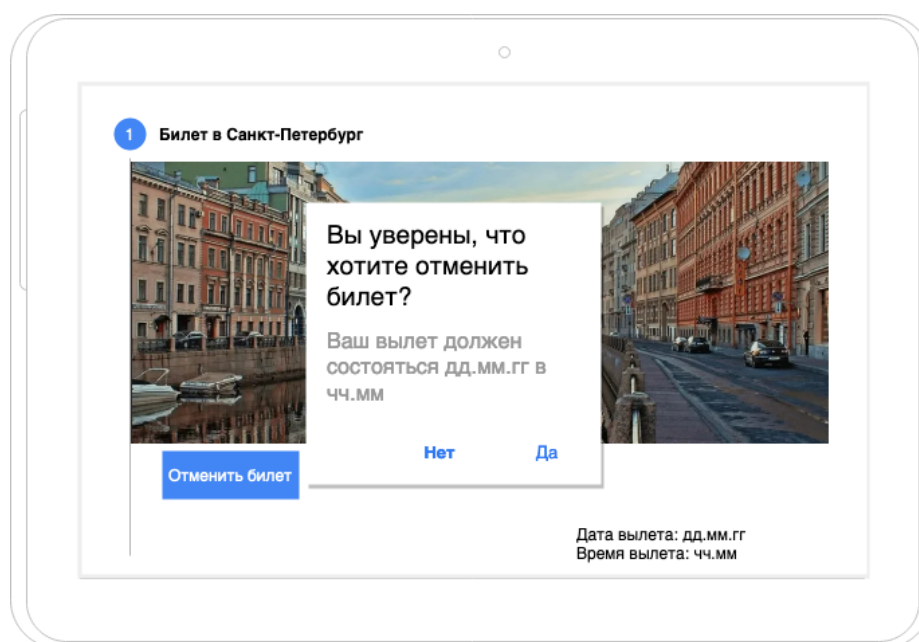 1 Билет в Санкт-Петербург
Вы уверены, что
хотите отменить
билет?
Ваш вылет должен
состояться дд.мм.гг в
чч.мм
Нет Да
Отменить билет
Дата вылета: дд.мм.гг
Время вылета: чч.мм